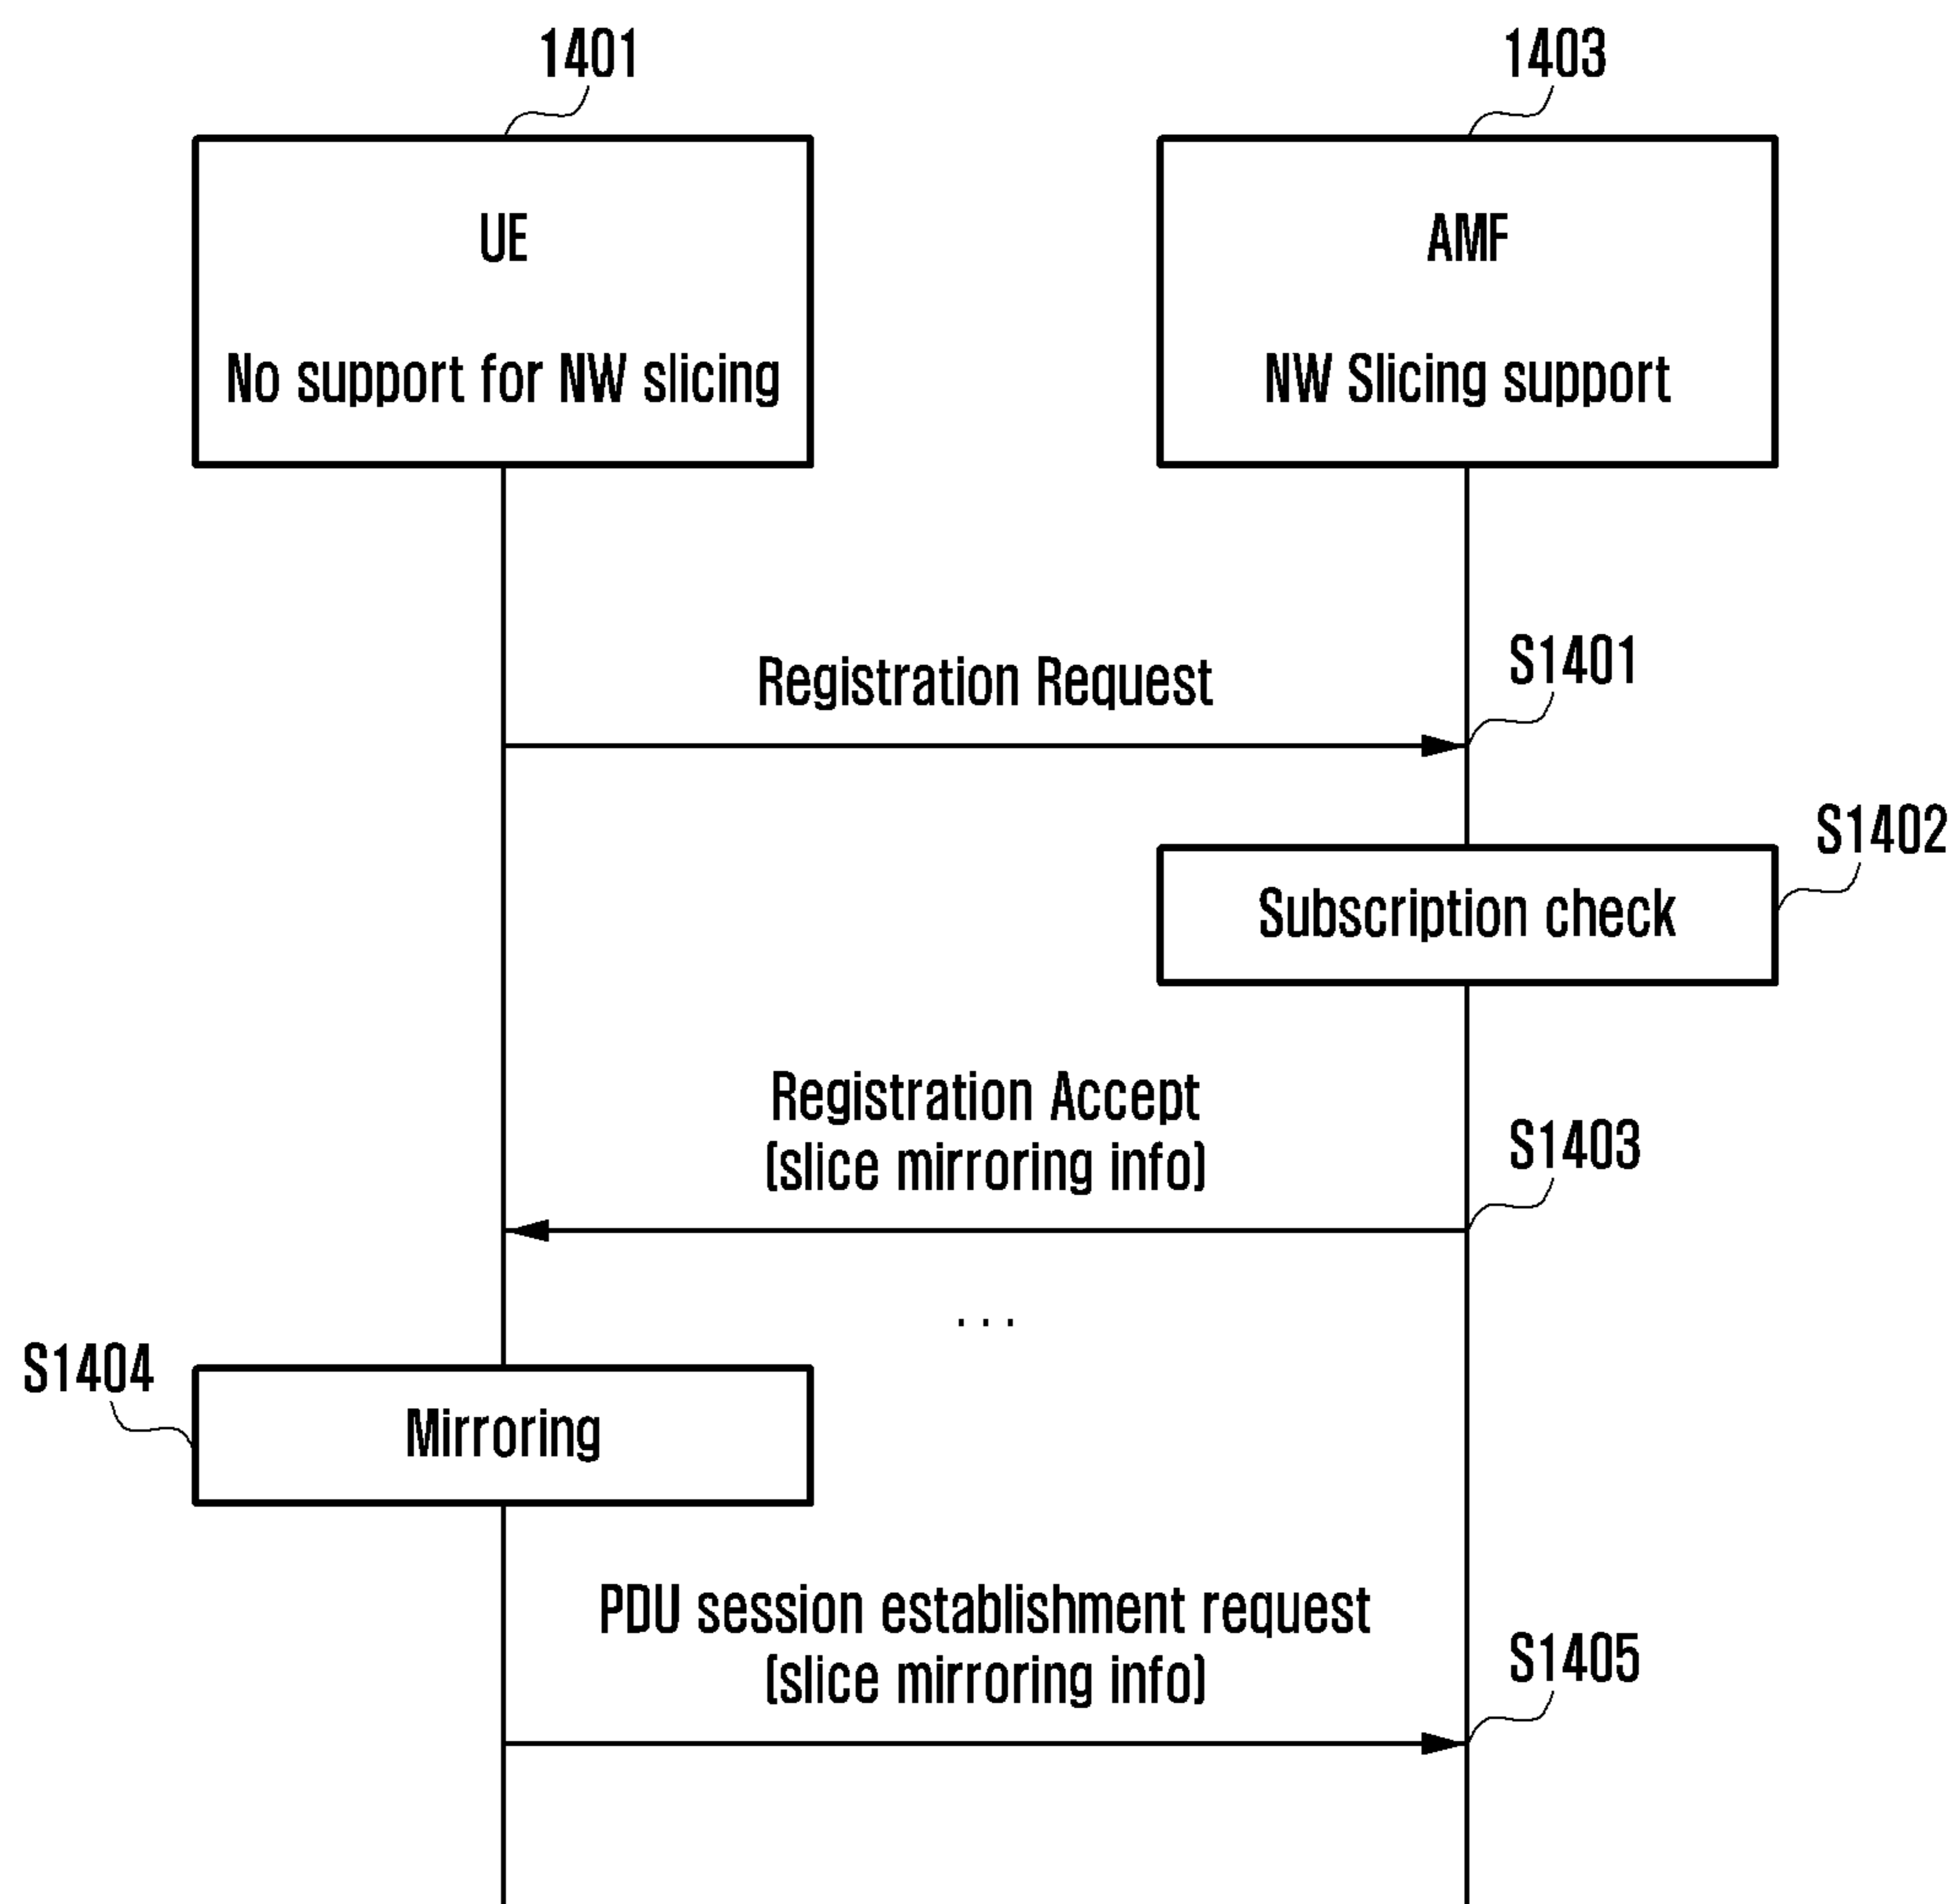 1401
1403
UE
No support for NW slicing
AMF
NW Slicing support
Registration Request
S1401
S1402
Subscription check
Registration Accept
(slice mirroring info)
S1403
...
S1404
Mirroring
PDU session establishment request
(slice mirroring info)
S1405